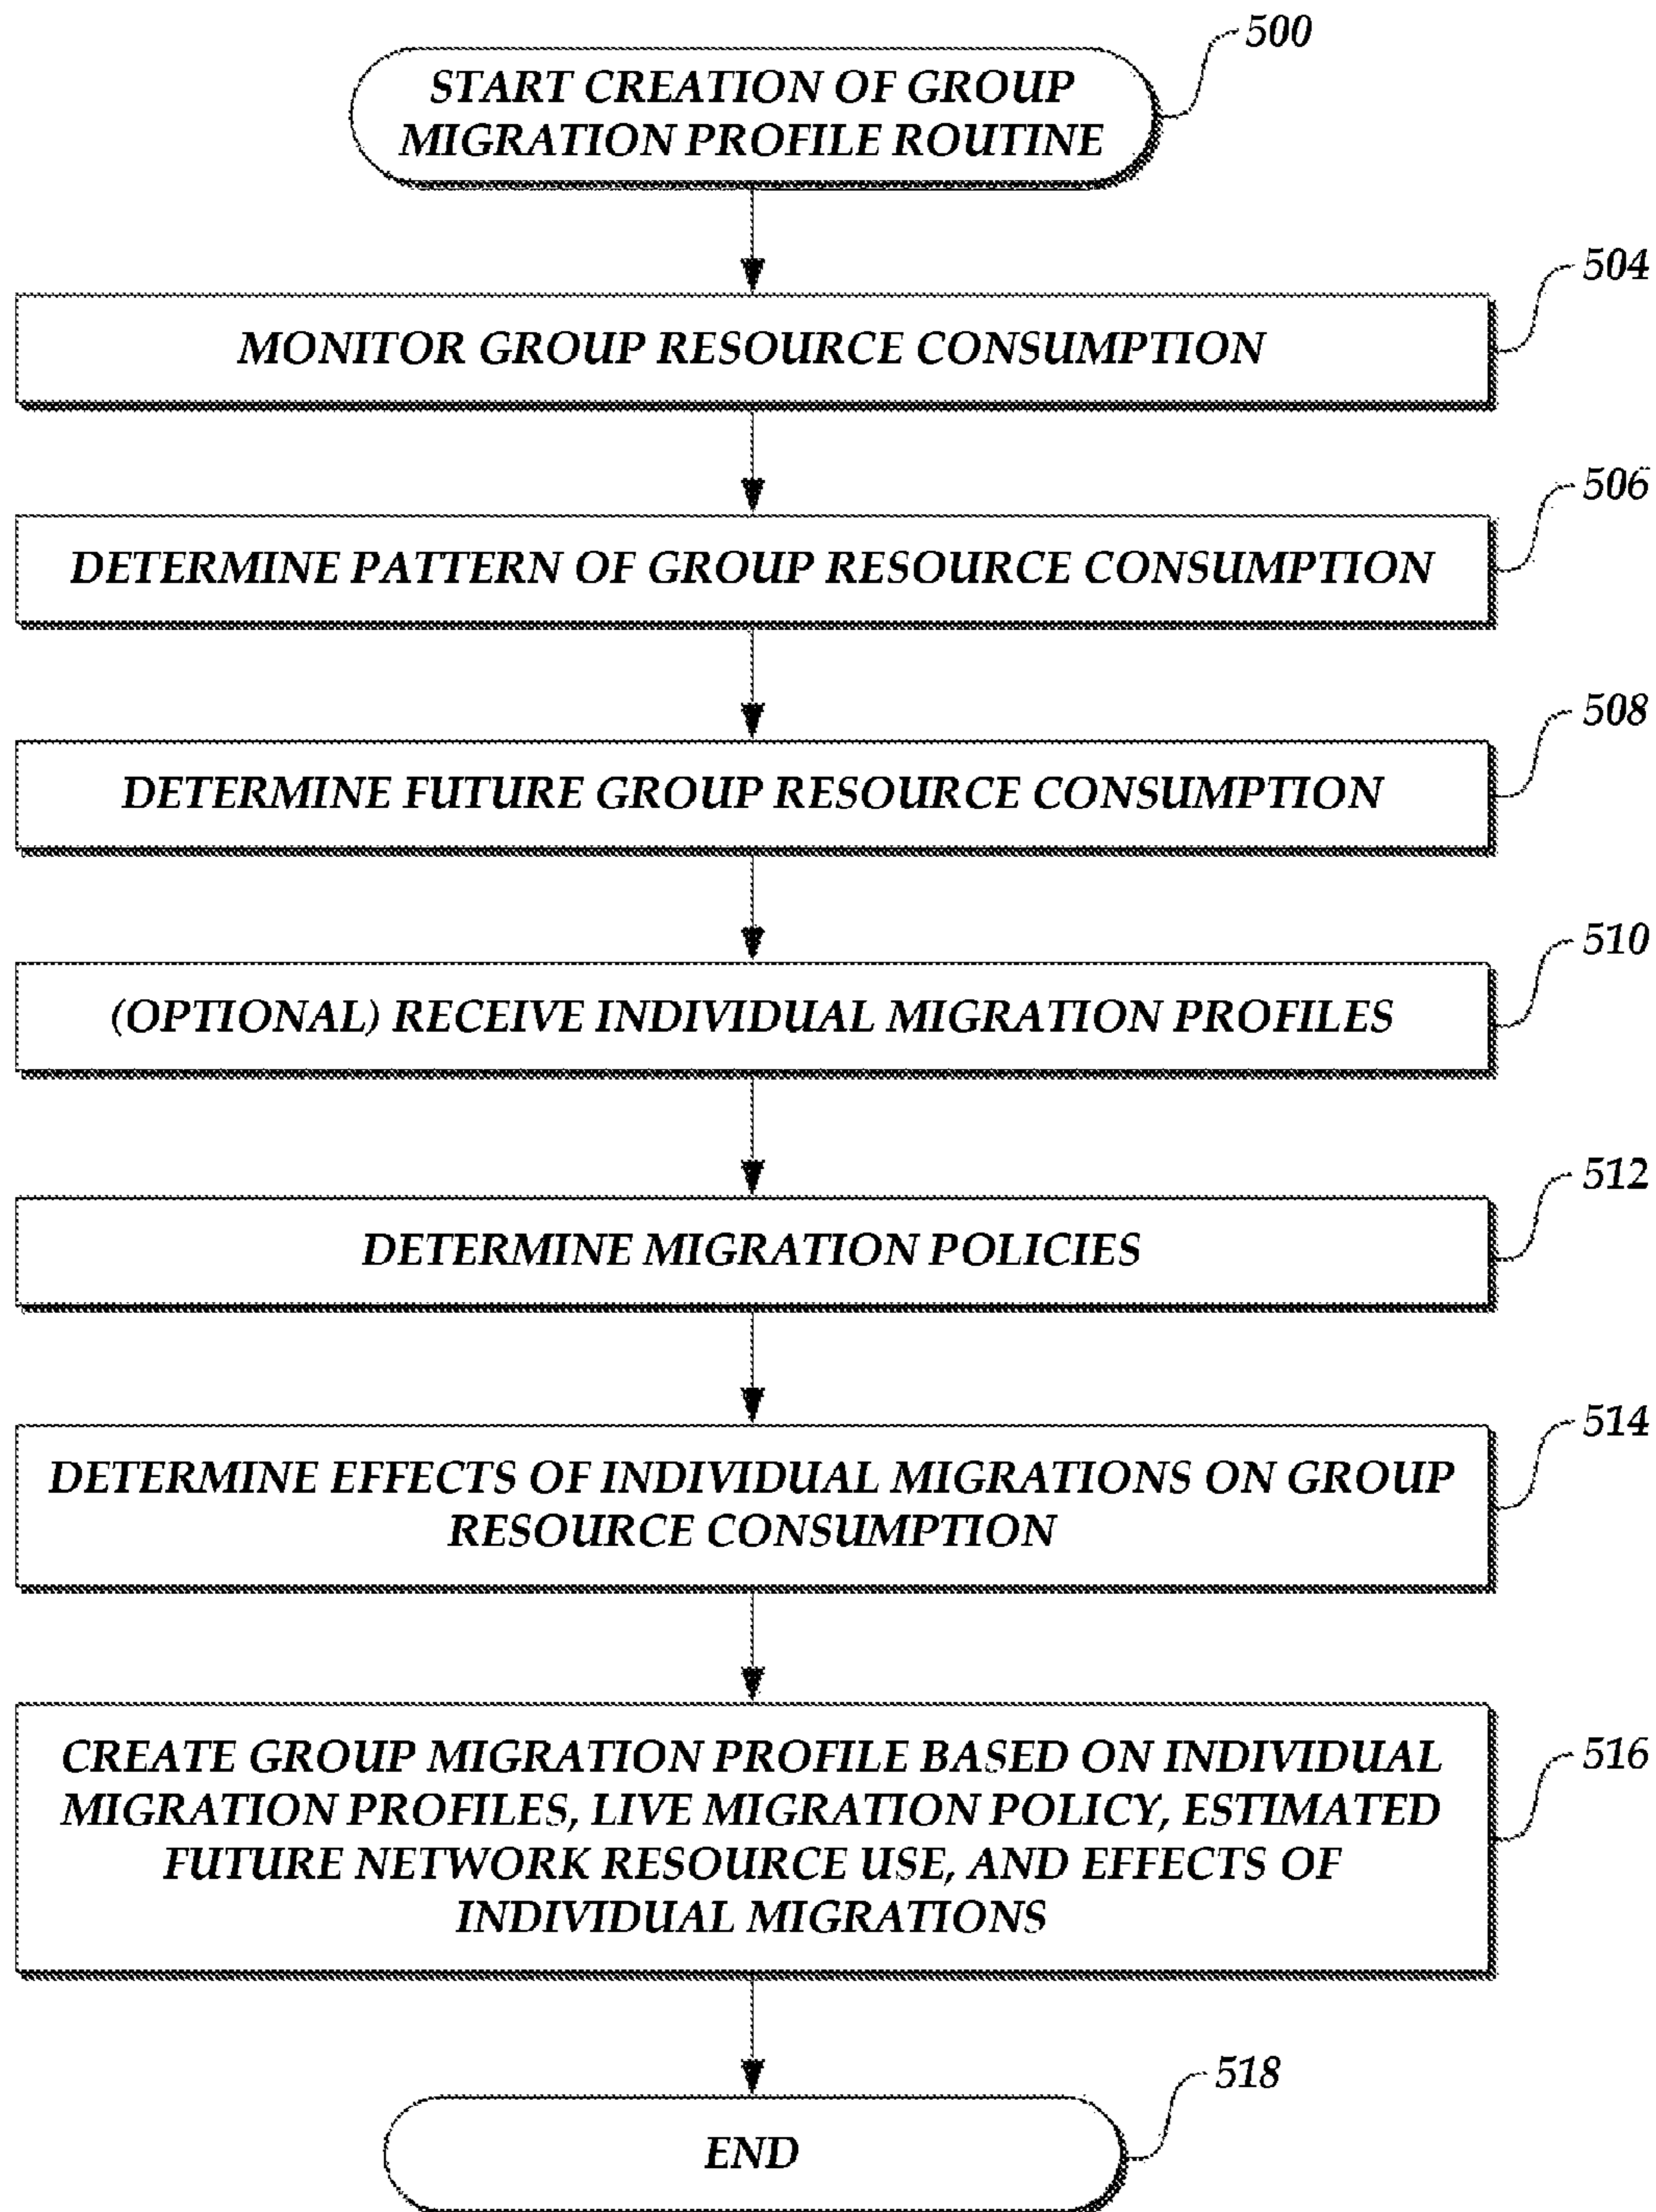 500
START CREATION OF GROUP
MIGRATION PROFILE ROUTINE
504
MONITOR GROUP RESOURCE CONSUMPTION
506
DETERMINE PATTERN OF GROUP RESOURCE CONSUMPTION
508
DETERMINE FUTURE GROUP RESOURCE CONSUMPTION
510
(OPTIONAL) RECEIVE INDIVIDUAL MIGRATION PROFILES
512
DETERMINE MIGRATION POLICIES
514
DETERMINE EFFECTS OF INDIVIDUAL MIGRATIONS ON GROUP
RESOURCE CONSUMPTION
516
CREATE GROUP MIGRATION PROFILE BASED ON INDIVIDUAL
MIGRATION PROFILES, LIVE MIGRATION POLICY, ESTIMATED
FUTURE NETWORK RESOURCE USE, AND EFFECTS OF
INDIVIDUAL MIGRATIONS
518
END